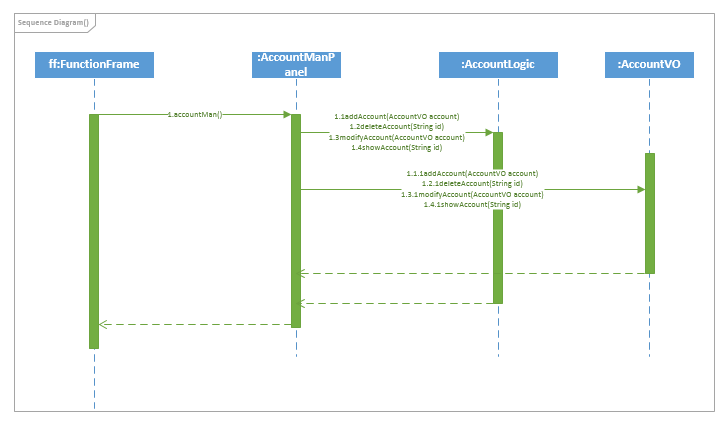 Sequence Diagram()
ff:FunctionFrame
:AccountManP
anel
:AccountLogic
:AccountVO
1.accountMan()
1.1addAccount(AccountVO account)
1.2deleteAccount(String id)
1.3modifyAccount(AccountVO account)
1.4showAccount(String id)
1.1.1addAccount(AccountVO account)
1.2.1deleteAccount(String id)
1.3.1modifyAccount(AccountVO account)
1.4.1showAccount(String id)